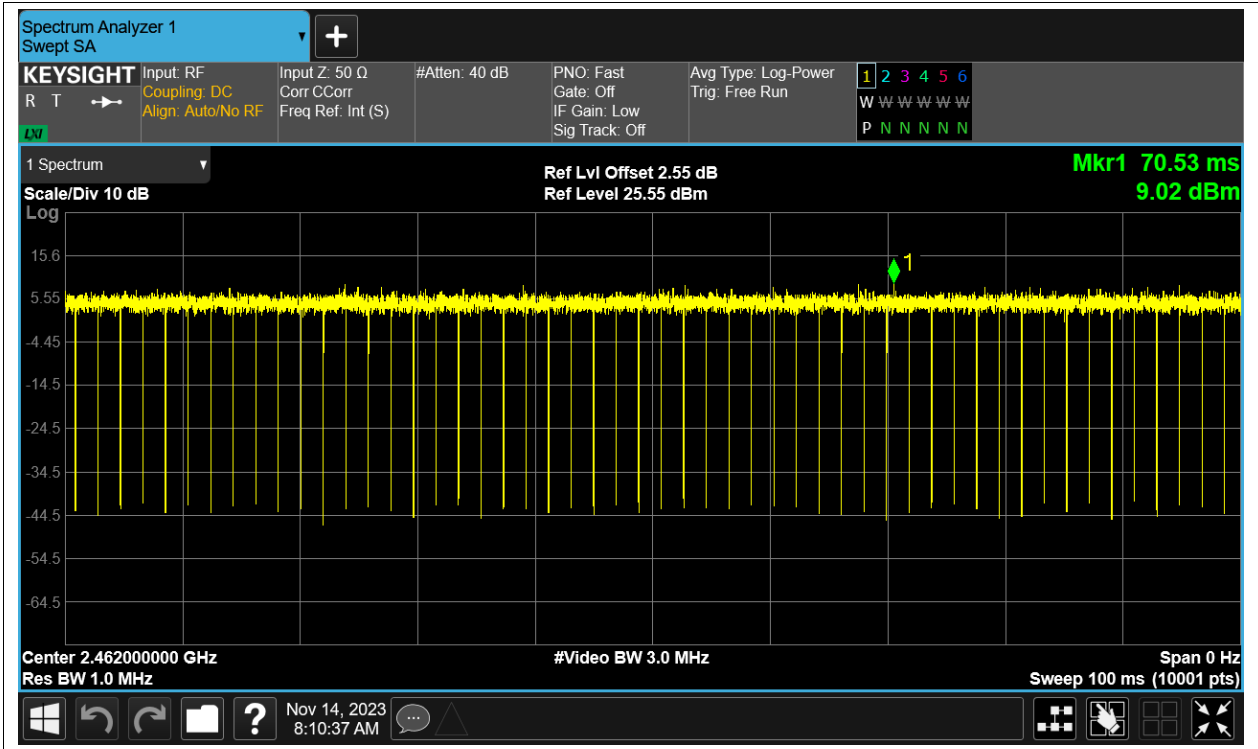 Spectrum Analyzer 1
Swept SA
KEYSIGHT
R T
LXI
Input: RF
Coupling: DC
Align: Auto/No RF
Input Z: 50 Ω
Corr CCorr
Freq Ref: Int (S)
#Atten: 40 dB
PNO: Fast
Gate: Off
IF Gain: Low
Sig Track: Off
Avg Type: Log-Power
Trig: Free Run
1 2 3 4 5 6
W W W W W W
P N N N N N
1 Spectrum
Scale/Div 10 dB
Ref Lvl Offset 2.55 dB
Ref Level 25.55 dBm
Mkr1 70.53 ms
9.02 dBm
Log
15.6
5.55
-4.45
-14.5
-24.5
-34.5
-44.5
-54.5
-64.5
1
Center 2.462000000 GHz
Res BW 1.0 MHz
#Video BW 3.0 MHz
Span 0 Hz
Sweep 100 ms (10001 pts)
?
Nov 14, 2023
8:10:37 AM